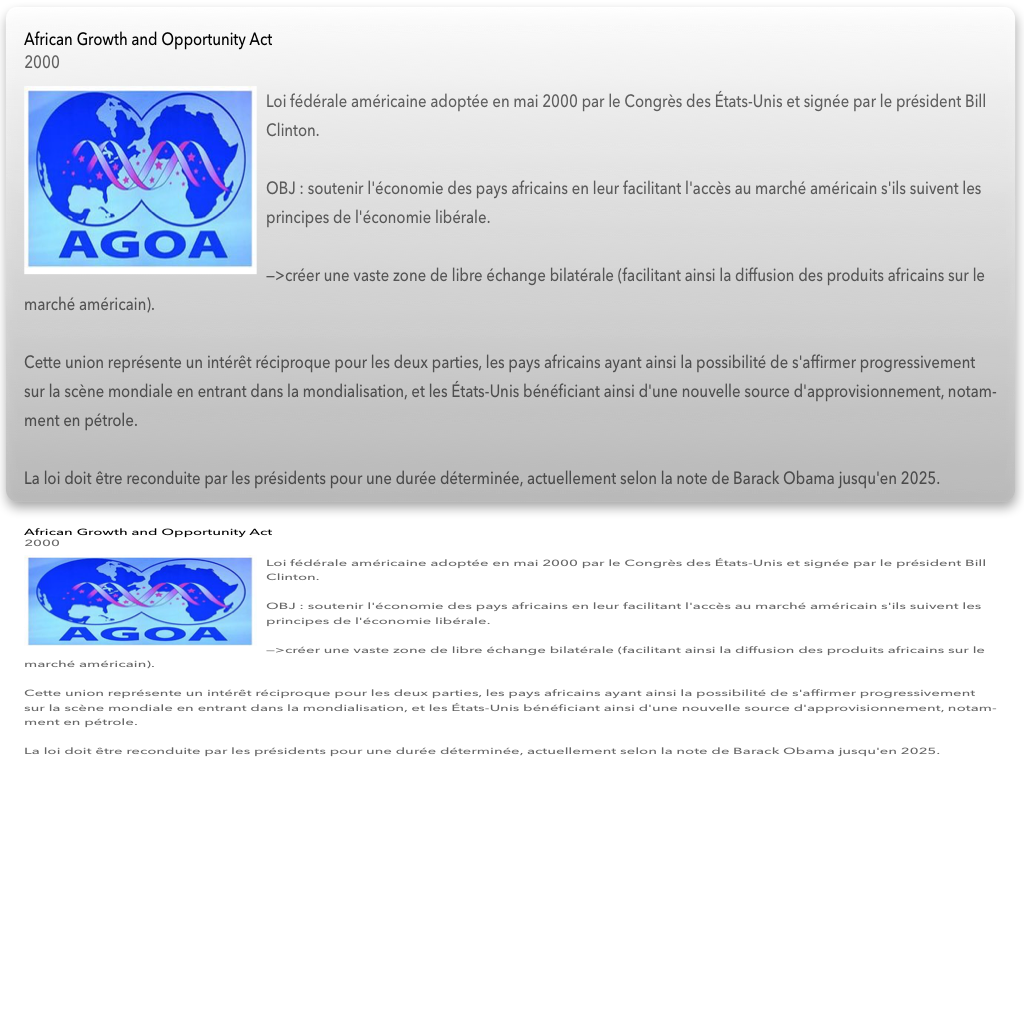 African Growth and Opportunity Act
2000
AGOA
Loi fédérale américaine adoptée en mai 2000 par le Congrès des États-Unis et signée par le président Bill
Clinton.
OBJ : soutenir l'économie des pays africains en leur facilitant l'accès au marché américain s'ils suivent les
principes de l'économie libérale.
—>créer une vaste zone de libre échange bilatérale (facilitant ainsi la diffusion des produits africains sur le
marché américain).
Cette union représente un intérêt réciproque pour les deux parties, les pays africains ayant ainsi la possibilité de s'affirmer progressivement
sur la scène mondiale en entrant dans la mondialisation, et les États-Unis bénéficiant ainsi d'une nouvelle source d'approvisionnement, notam-
ment en pétrole.
La loi doit être reconduite par les présidents pour une durée déterminée, actuellement selon la note de Barack Obama jusqu'en 2025.
African Growth and Opportunity Act
2000
AGOA
Loi fédérale américaine adoptée en mai 2000 par le Congrès des États-Unis et signée par le président Bill
Clinton.
OBJ : soutenir l'économie des pays africains en leur facilitant l'accès au marché américain s'ils suivent les
principes de l'économie libérale.
—>créer une vaste zone de libre échange bilatérale (facilitant ainsi la diffusion des produits africains sur le
marché américain).
Cette union représente un intérêt réciproque pour les deux parties, les pays africains ayant ainsi la possibilité de s'affirmer progressivement
sur la scène mondiale en entrant dans la mondialisation, et les États-Unis bénéficiant ainsi d'une nouvelle source d'approvisionnement, notam-
ment en pétrole.
La loi doit être reconduite par les présidents pour une durée déterminée, actuellement selon la note de Barack Obama jusqu'en 2025.